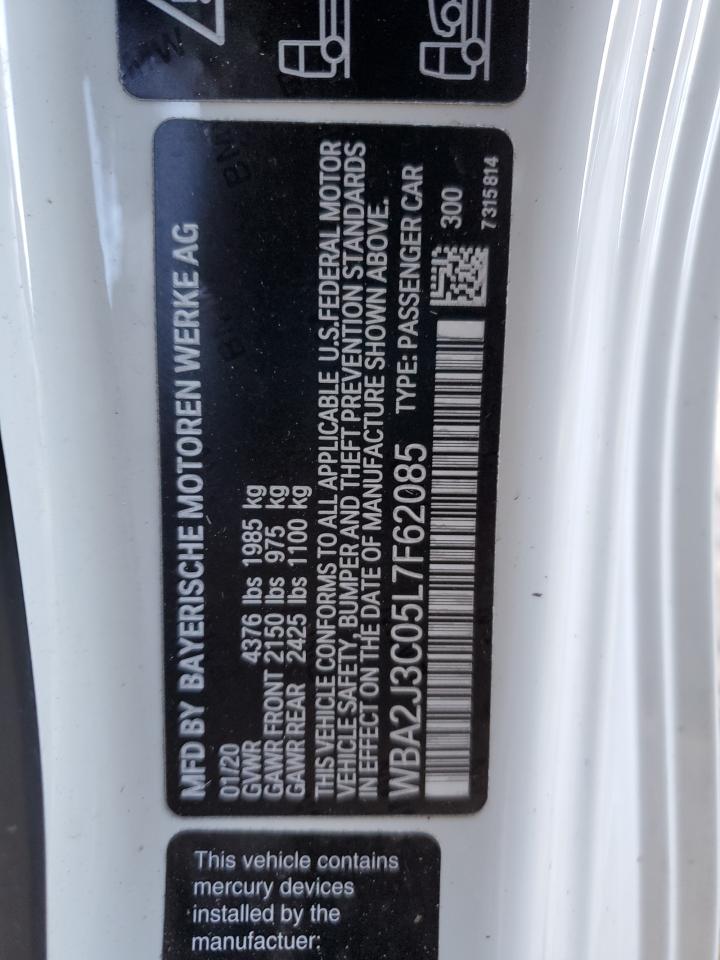 MFD BY BAYERISCHE MOTOREN WERKE AG
01/20
GVWR 4376 lbs 1985 kg
GAWR FRONT 2150 lbs 975 kg
GAWR REAR 2425 lbs 1100 kg
THIS VEHICLE CONFORMS TO ALL APPLICABLE U.S.FEDERAL MOTOR
VEHICLE SAFETY, BUMPER AND THEFT PREVENTION STANDARDS
IN EFFECT ON THE DATE OF MANUFACTURE SHOWN ABOVE.
WBA2J3C05L7F62085 TYPE: PASSENGER CAR
300
7 315 814
This vehicle contains
mercury devices
installed by the
manufactuer: